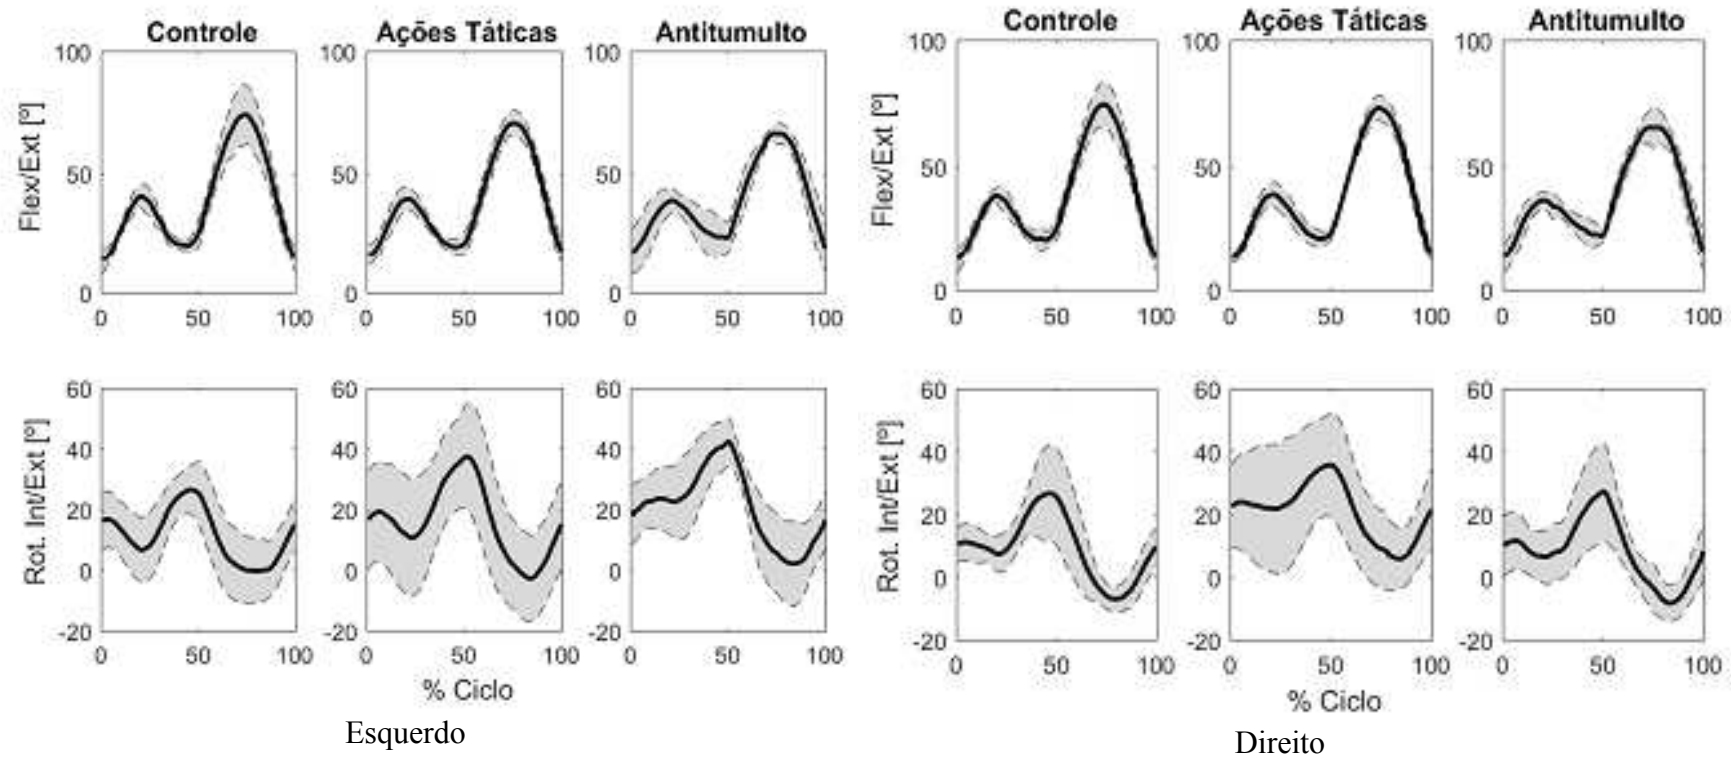 Controle Ações Táticas Antitumulto
Flex/Ext [º]
100 100 100
50 50 50
0 0 0
0 50 100 0 50 100 0 50 100
Rot. Int/Ext [º]
60 60 60
40 40 40
20 20 20
0 0 0
-20 -20 -20
0 50 100 0 50 100 0 50 100
% Ciclo
Esquerdo
Controle Ações Táticas Antitumulto
Flex/Ext [º]
100 100 100
50 50 50
0 0 0
0 50 100 0 50 100 0 50 100
Rot. Int/Ext [º]
60 60 60
40 40 40
20 20 20
0 0 0
-20 -20 -20
0 50 100 0 50 100 0 50 100
% Ciclo
Direito